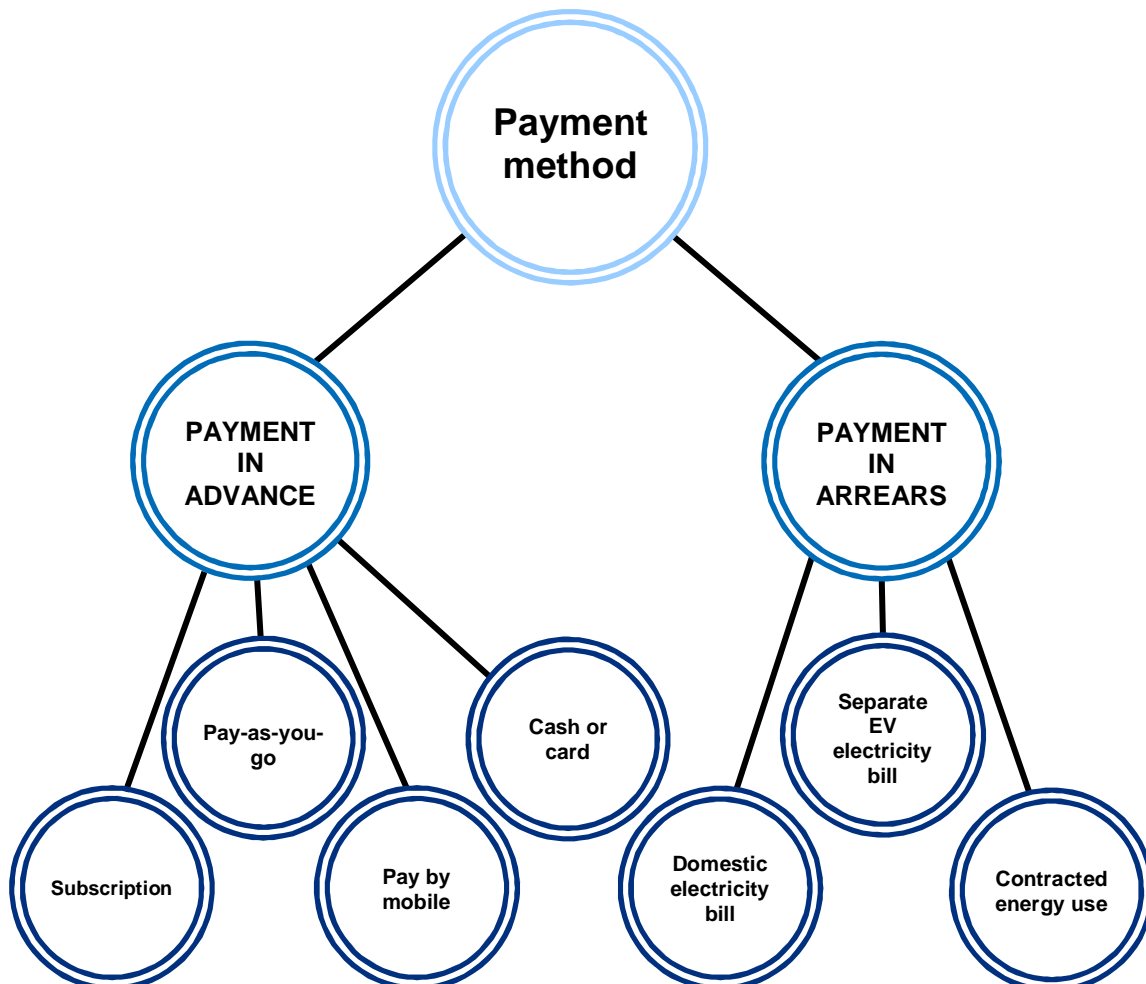 Payment
method
PAYMENT
IN
ADVANCE
PAYMENT
IN
ARREARS
Subscription
Pay-as-you-
go
Pay by
mobile
Cash or
card
Domestic
electricity
bill
Separate
EV
electricity
bill
Contracted
energy use